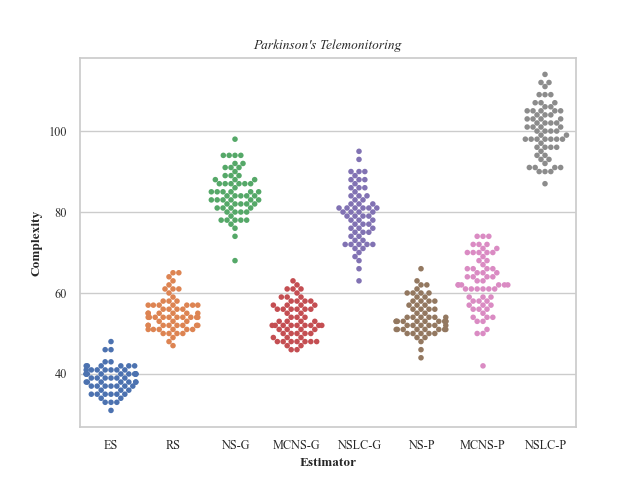 Parkinson's Telemonitoring
Complexity
100
80
60
40
ES RS NS-G MCNS-G NSLC-G NS-P MCNS-P NSLC-P
Estimator